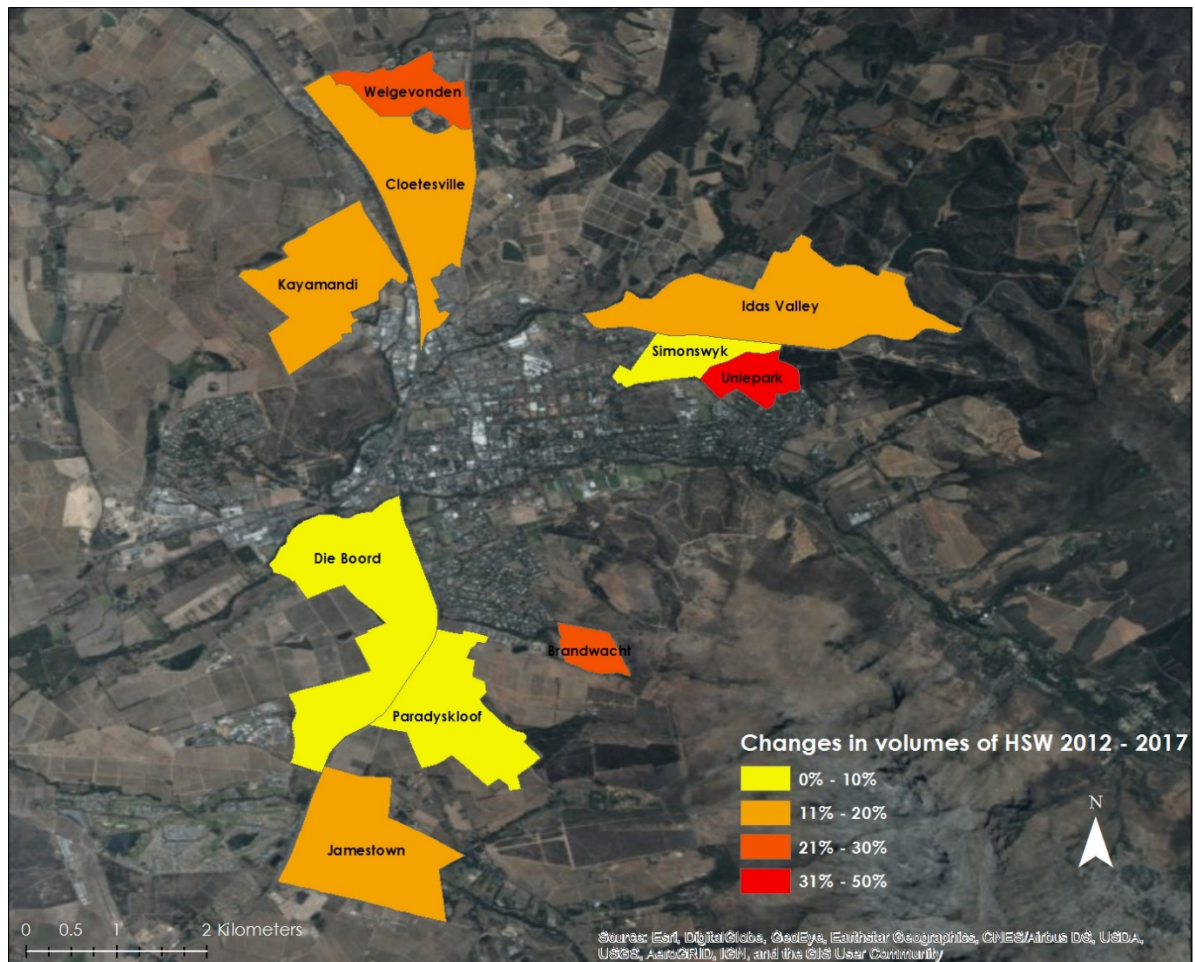 Welgevonden
Cloetesville
Kayamandi
Idas Valley
Simonswyk
Uniepark
Die Boord
Brandwacht
Paradyskloof
Jamestown
Changes in volumes of HSW 2012 - 2017
0% - 10%
11% - 20%
21% - 30%
31% - 50%
N
0 0.5 1 2 Kilometers
Source: Esri, DigitalGlobe, GeoEye, Earthstar Geographics, CNES/Airbus DS, USDA,
USGS, AeroGRID, IGN, and the GIS User Community